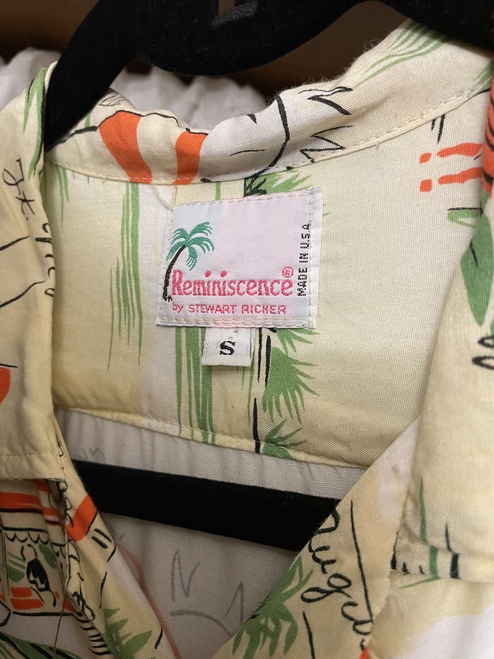 Reminiscence®
by STEWART RICHER
MADE IN U.S.A.
S